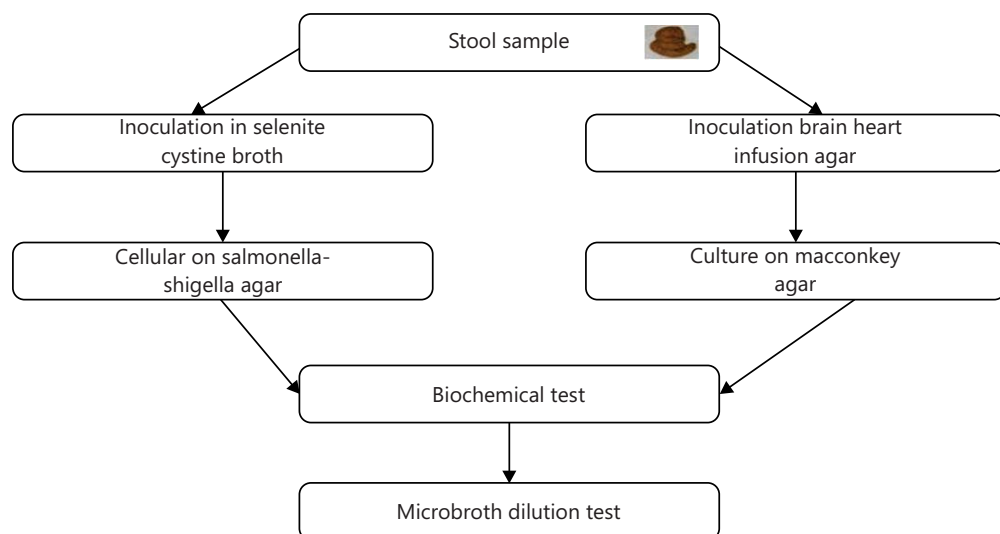 Stool sample
Inoculation in selenite
cystine broth
Inoculation brain heart
infusion agar
Cellular on salmonella-
shigella agar
Culture on macconkey
agar
Biochemical test
Microbroth dilution test